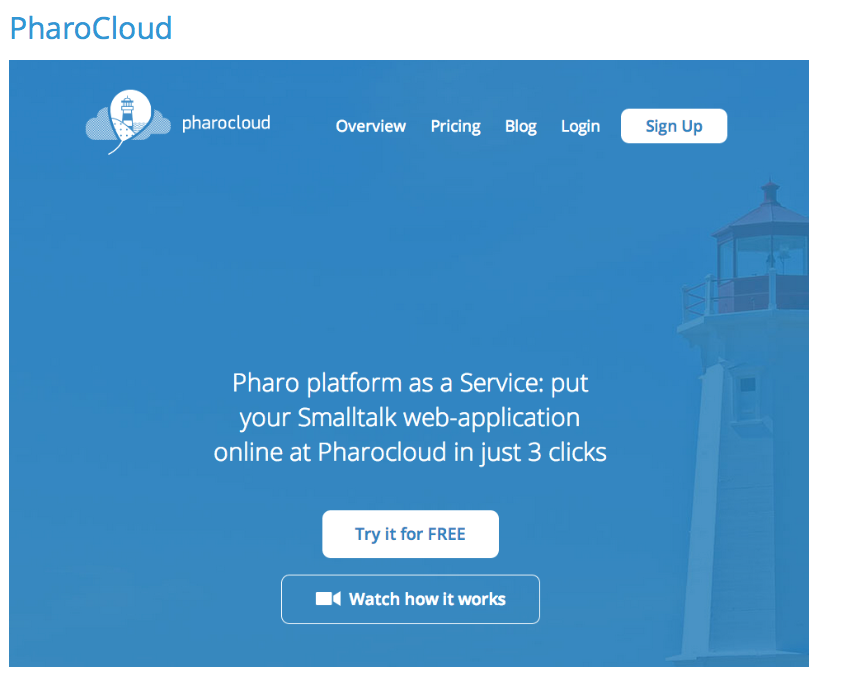 PharoCloud
pharocloud
Overview Pricing Blog Login Sign Up
Pharo platform as a Service: put
your Smalltalk web-application
online at Pharocloud in just 3 clicks
Try it for FREE
Watch how it works